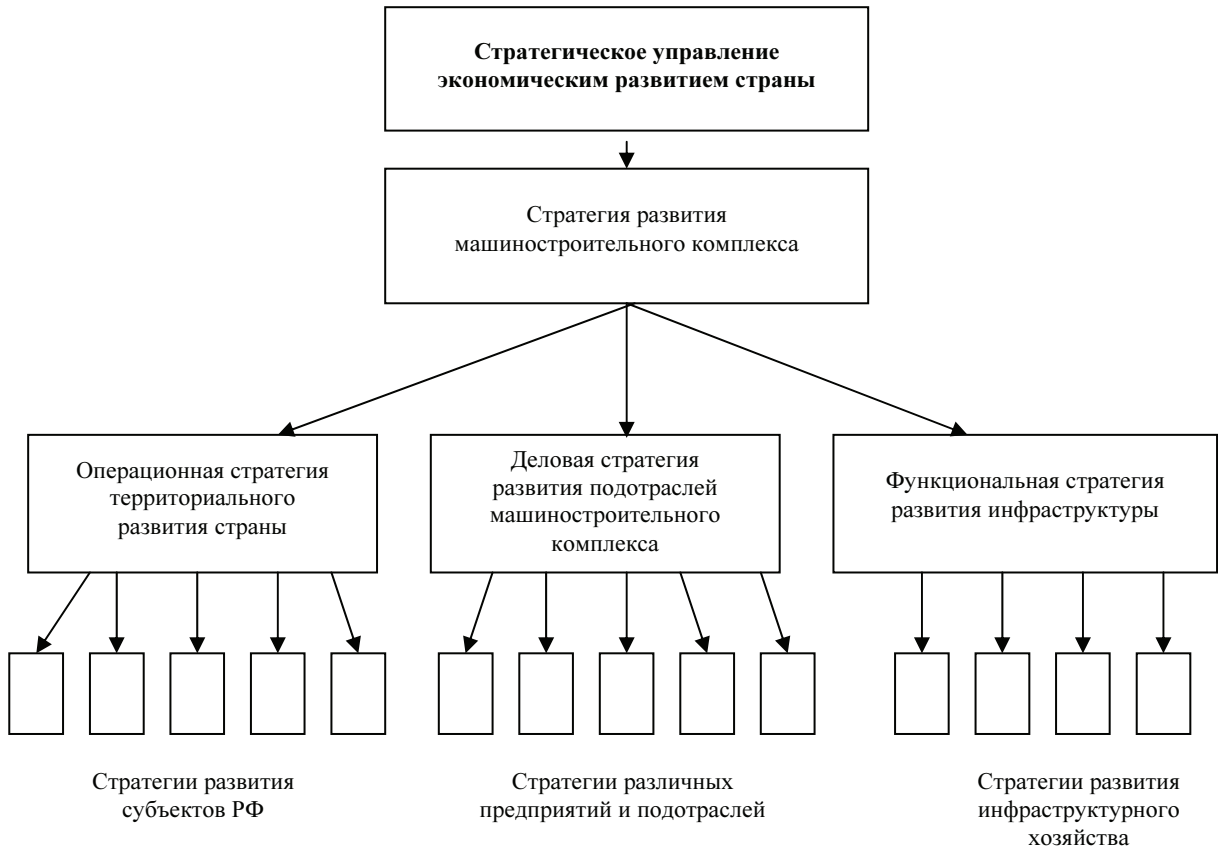 Стратегическое управление
экономическим развитием страны
Стратегия развития
машиностроительного комплекса
Операционная стратегия
территориального
развития страны
Деловая стратегия
развития подотраслей
машиностроительного
комплекса
Функциональная стратегия
развития инфраструктуры
Стратегии развития
субъектов РФ
Стратегии различных
предприятий и подотраслей
Стратегии развития
инфраструктурного
хозяйства